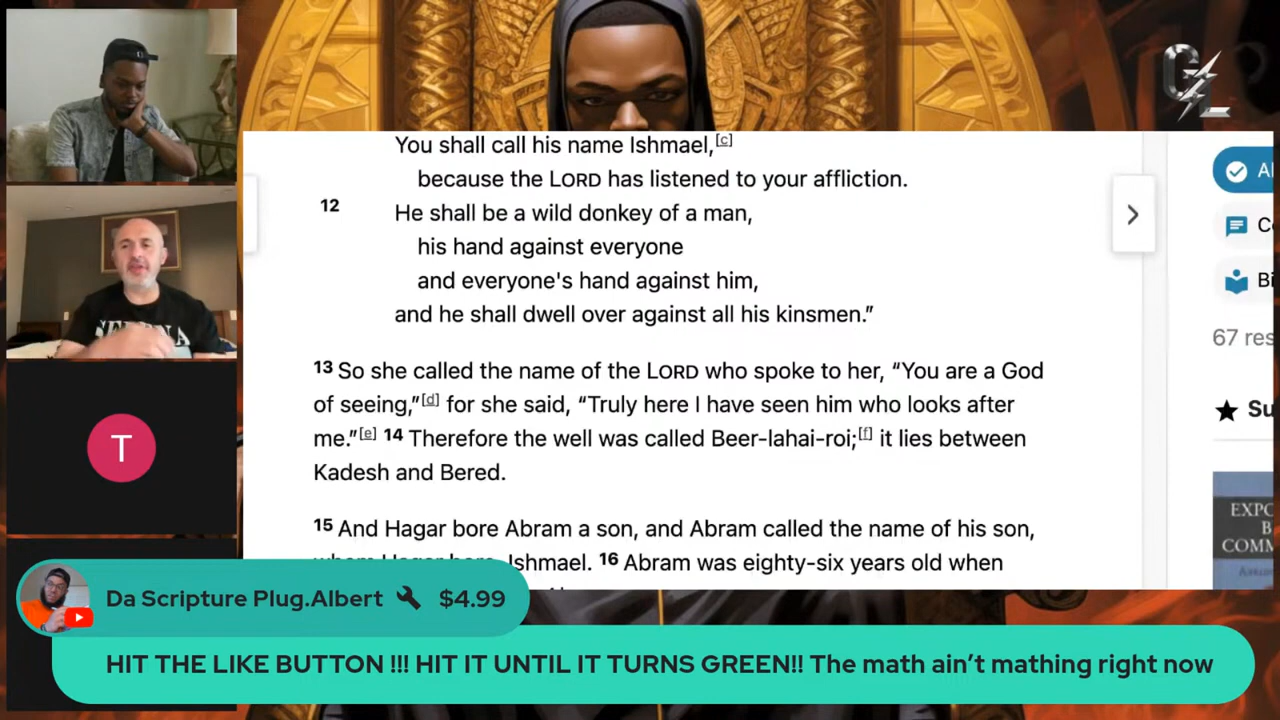 You shall call his name Ishmael,[c]
because the LORD has listened to your affliction.
12 He shall be a wild donkey of a man,
his hand against everyone
and everyone's hand against him,
and he shall dwell over against all his kinsmen.”
13 So she called the name of the LORD who spoke to her, “You are a God
of seeing,”[d] for she said, “Truly here I have seen him who looks after
me.”[e] 14 Therefore the well was called Beer-lahai-roi;[f] it lies between
Kadesh and Bered.
15 And Hagar bore Abram a son, and Abram called the name of his son,
whom Hagar bore, Ishmael. 16 Abram was eighty-six years old when
67 res
Su
EXPO
B
COMM
T
Da Scripture Plug.Albert $4.99
HIT THE LIKE BUTTON !!! HIT IT UNTIL IT TURNS GREEN!! The math ain’t mathing right now